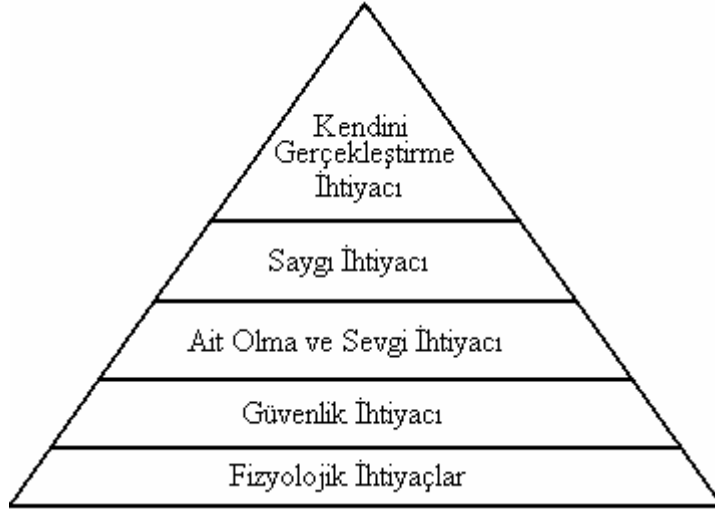 Kendini
Gerçekleştirme
İhtiyacı
Saygı İhtiyacı
Ait Olma ve Sevgi İhtiyacı
Güvenlik İhtiyacı
Fizyolojik İhtiyaçlar